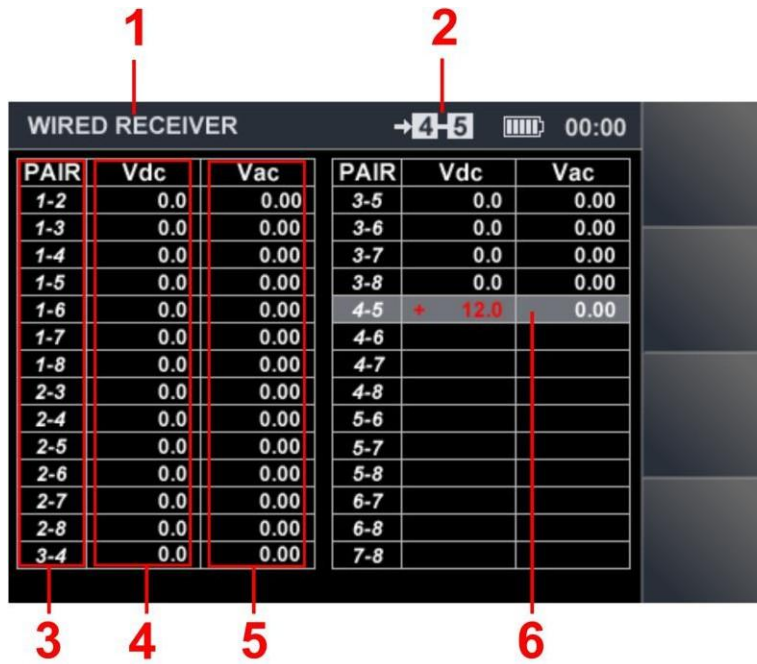 1 2
WIRED RECEIVER →4-5 00:00
PAIR Vdc Vac PAIR Vdc Vac
1-2 0.0 0.00 3-5 0.0 0.00
1-3 0.0 0.00 3-6 0.0 0.00
1-4 0.0 0.00 3-7 0.0 0.00
1-5 0.0 0.00 3-8 0.0 0.00
1-6 0.0 0.00 4-5 + 12.0 0.00
1-7 0.0 0.00 4-6
1-8 0.0 0.00 4-7
2-3 0.0 0.00 4-8
2-4 0.0 0.00 5-6
2-5 0.0 0.00 5-7
2-6 0.0 0.00 5-8
2-7 0.0 0.00 6-7
2-8 0.0 0.00 6-8
3-4 0.0 0.00 7-8
3 4 5 6